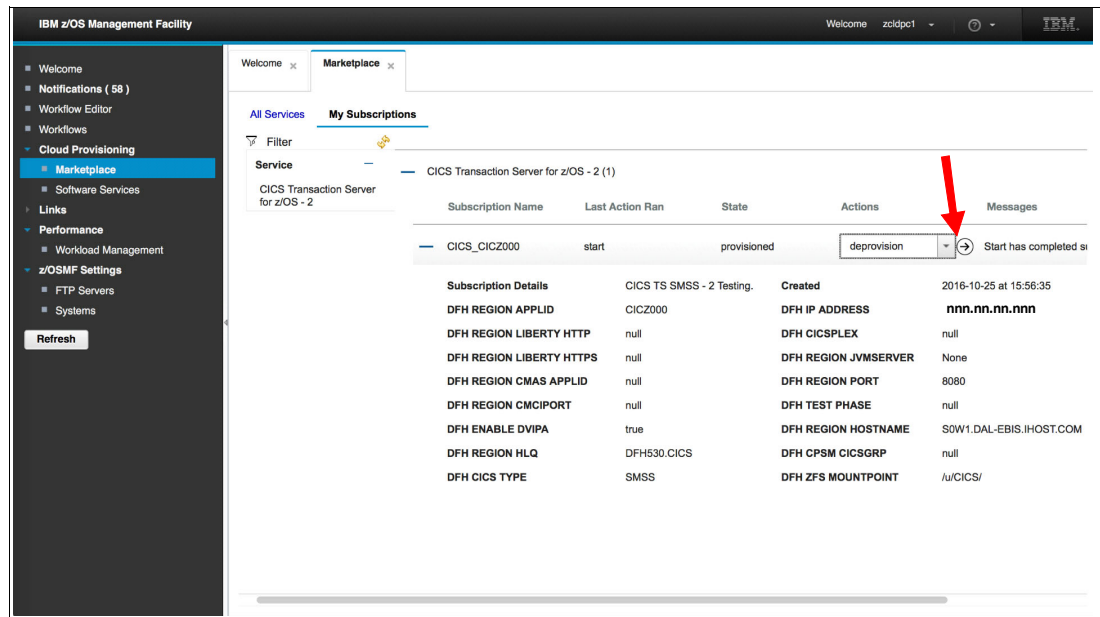 IBM z/OS Management Facility
Welcome zcldpc1
IBM.
Welcome
Notifications ( 58 )
Workflow Editor
Workflows
Cloud Provisioning
Marketplace
Software Services
Links
Performance
Workload Management
z/OSMF Settings
FTP Servers
Systems
Refresh
Welcome x Marketplace x
All Services My Subscriptions
Filter
Service
CICS Transaction Server
for z/OS - 2
CICS Transaction Server for z/OS - 2 (1)
Subscription Name Last Action Ran State Actions Messages
CICS_CICZ000 start provisioned deprovision Start has completed su
Subscription Details CICS TS SMSS - 2 Testing. Created 2016-10-25 at 15:56:35
DFH REGION APPLID CICZ000 DFH IP ADDRESS nnn.nn.nn.nnn
DFH REGION LIBERTY HTTP null DFH CICSPLEX null
DFH REGION LIBERTY HTTPS null DFH REGION JVMSERVER None
DFH REGION CMAS APPLID null DFH REGION PORT 8080
DFH REGION CMCIPORT null DFH TEST PHASE null
DFH ENABLE DVIPA true DFH REGION HOSTNAME S0W1.DAL-EBIS.IHOST.COM
DFH REGION HLQ DFH530.CICS DFH CPSM CICSGRP null
DFH CICS TYPE SMSS DFH ZFS MOUNTPOINT /u/CICS/